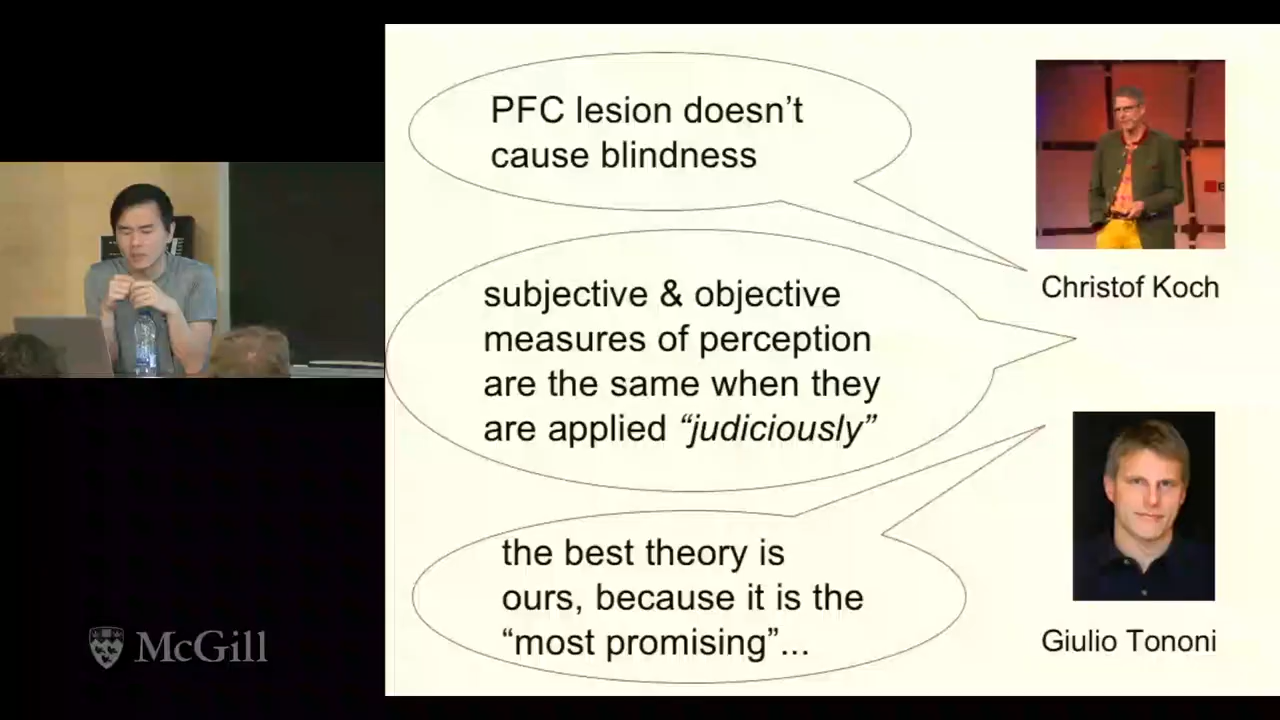 PFC lesion doesn't
cause blindness
Christof Koch
subjective & objective
measures of perception
are the same when they
are applied “judiciously”
the best theory is
ours, because it is the
“most promising”...
Giulio Tononi
McGill